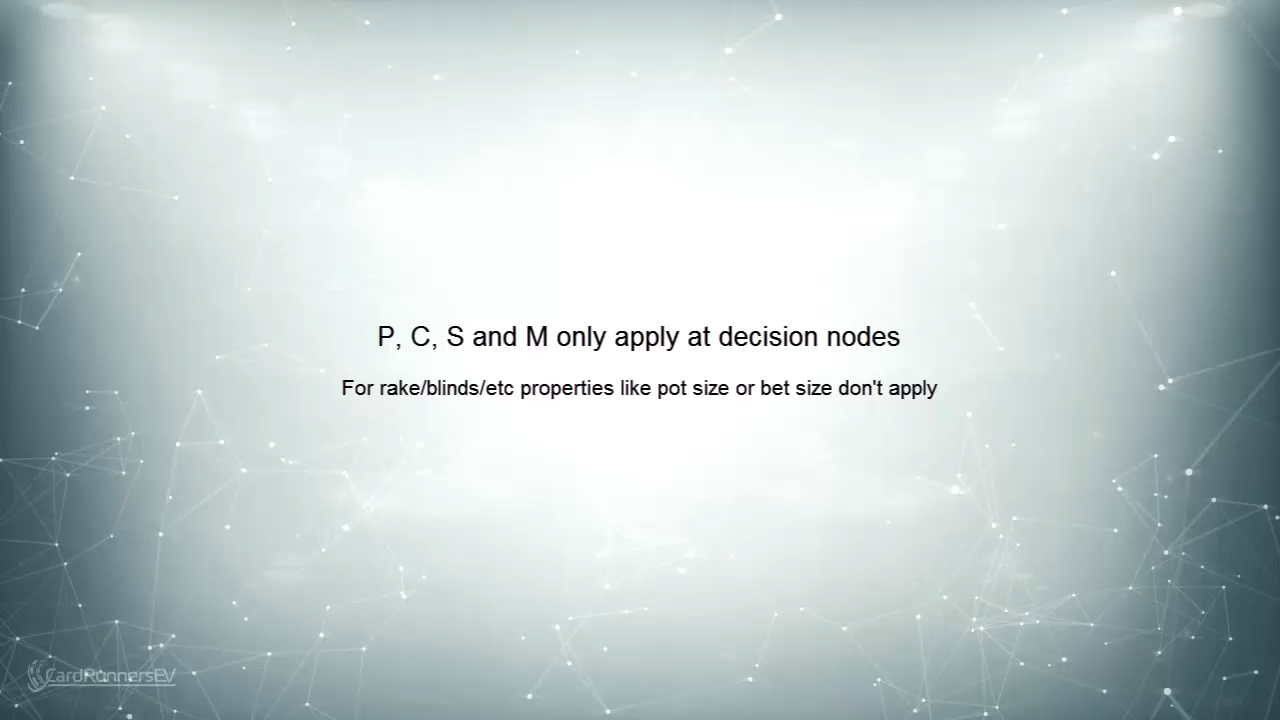 P, C, S and M only apply at decision nodes
For rake/blinds/etc properties like pot size or bet size don't apply
CardRunnersEV